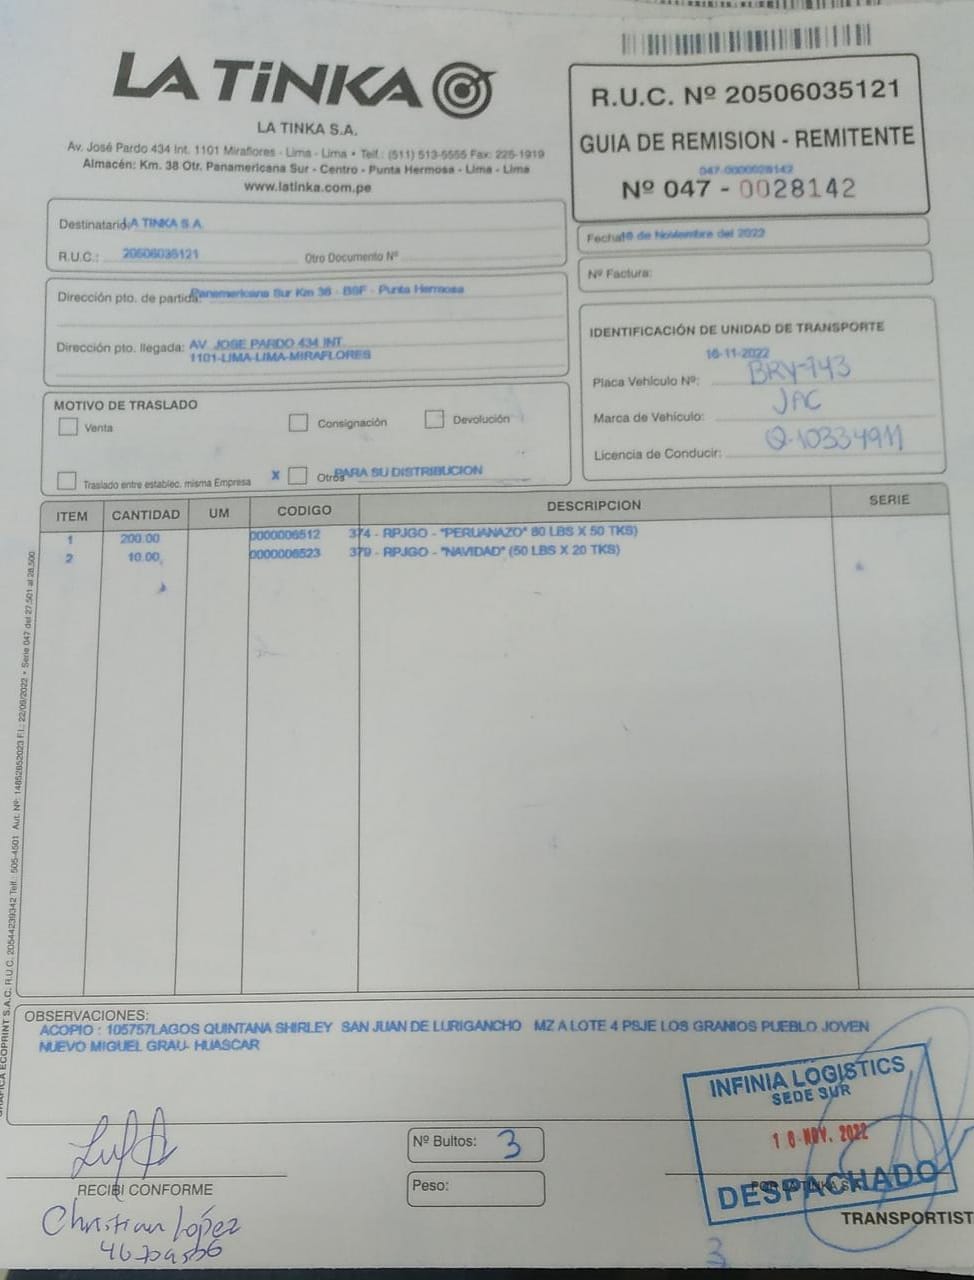 LA TiNKA
LA TINKA S.A.
Av. José Pardo 434 Int. 1101 Miraflores - Lima - Lima • Telf.: (511) 513-5555 Fax: 225-1919
Almacén: Km. 38 Otr. Panamericana Sur - Centro - Punta Hermosa - Lima - Lima
www.latinka.com.pe
R.U.C. Nº 20506035121
GUIA DE REMISION - REMITENTE
047-0000028142
Nº 047 - 0028142
Destinatario LA TINKA S.A.
R.U.C.: 20506035121 Otro Documento Nº
Fecha: de Noviembre del 2022
Nº Factura:
Dirección pto. de partida: Panamericana Sur Km 38 - BSF - Punta Hermosa
Dirección pto. llegada: AV. JOSE PARDO 434 INT.
1101-LIMA-LIMA-MIRAFLORES
IDENTIFICACIÓN DE UNIDAD DE TRANSPORTE
Placa Vehículo Nº: BRY-743
Marca de Vehículo: JAC
Licencia de Conducir: Q-10334911
MOTIVO DE TRASLADO
Venta Consignación Devolución
Traslado entre establec. misma Empresa X Otros PARA SU DISTRIBUCION
ITEM CANTIDAD UM CODIGO DESCRIPCION SERIE
1 200.00 0000006512 374 - RPJGO - "PERUANAZO" 80 LBS X 50 TKS)
2 10.00 0000006523 379 - RPJGO - "NAVIDAD" (50 LBS X 20 TKS)
GRAFICA ECOPRINT S.A.C. R.U.C. 20544239342 Telf.: 505-4501 Aut. Nº: 14852852023 F.I.: 22/09/2022 • Serie 047 del 27,501 al 28,500
OBSERVACIONES:
ACOPIO : 105757LAGOS QUINTANA SHIRLEY SAN JUAN DE LURIGANCHO MZ A LOTE 4 PSJE LOS GRANIOS PUEBLO JOVEN
NUEVO MIGUEL GRAU- HUASCAR
INFINIA LOGISTICS
SEDE SUR
NOV. 2022
DESPACHADO
Nº Bultos: 3
Peso:
RECIBI CONFORME
Christian López
POR LA TINKA S.A.
TRANSPORTIST
3